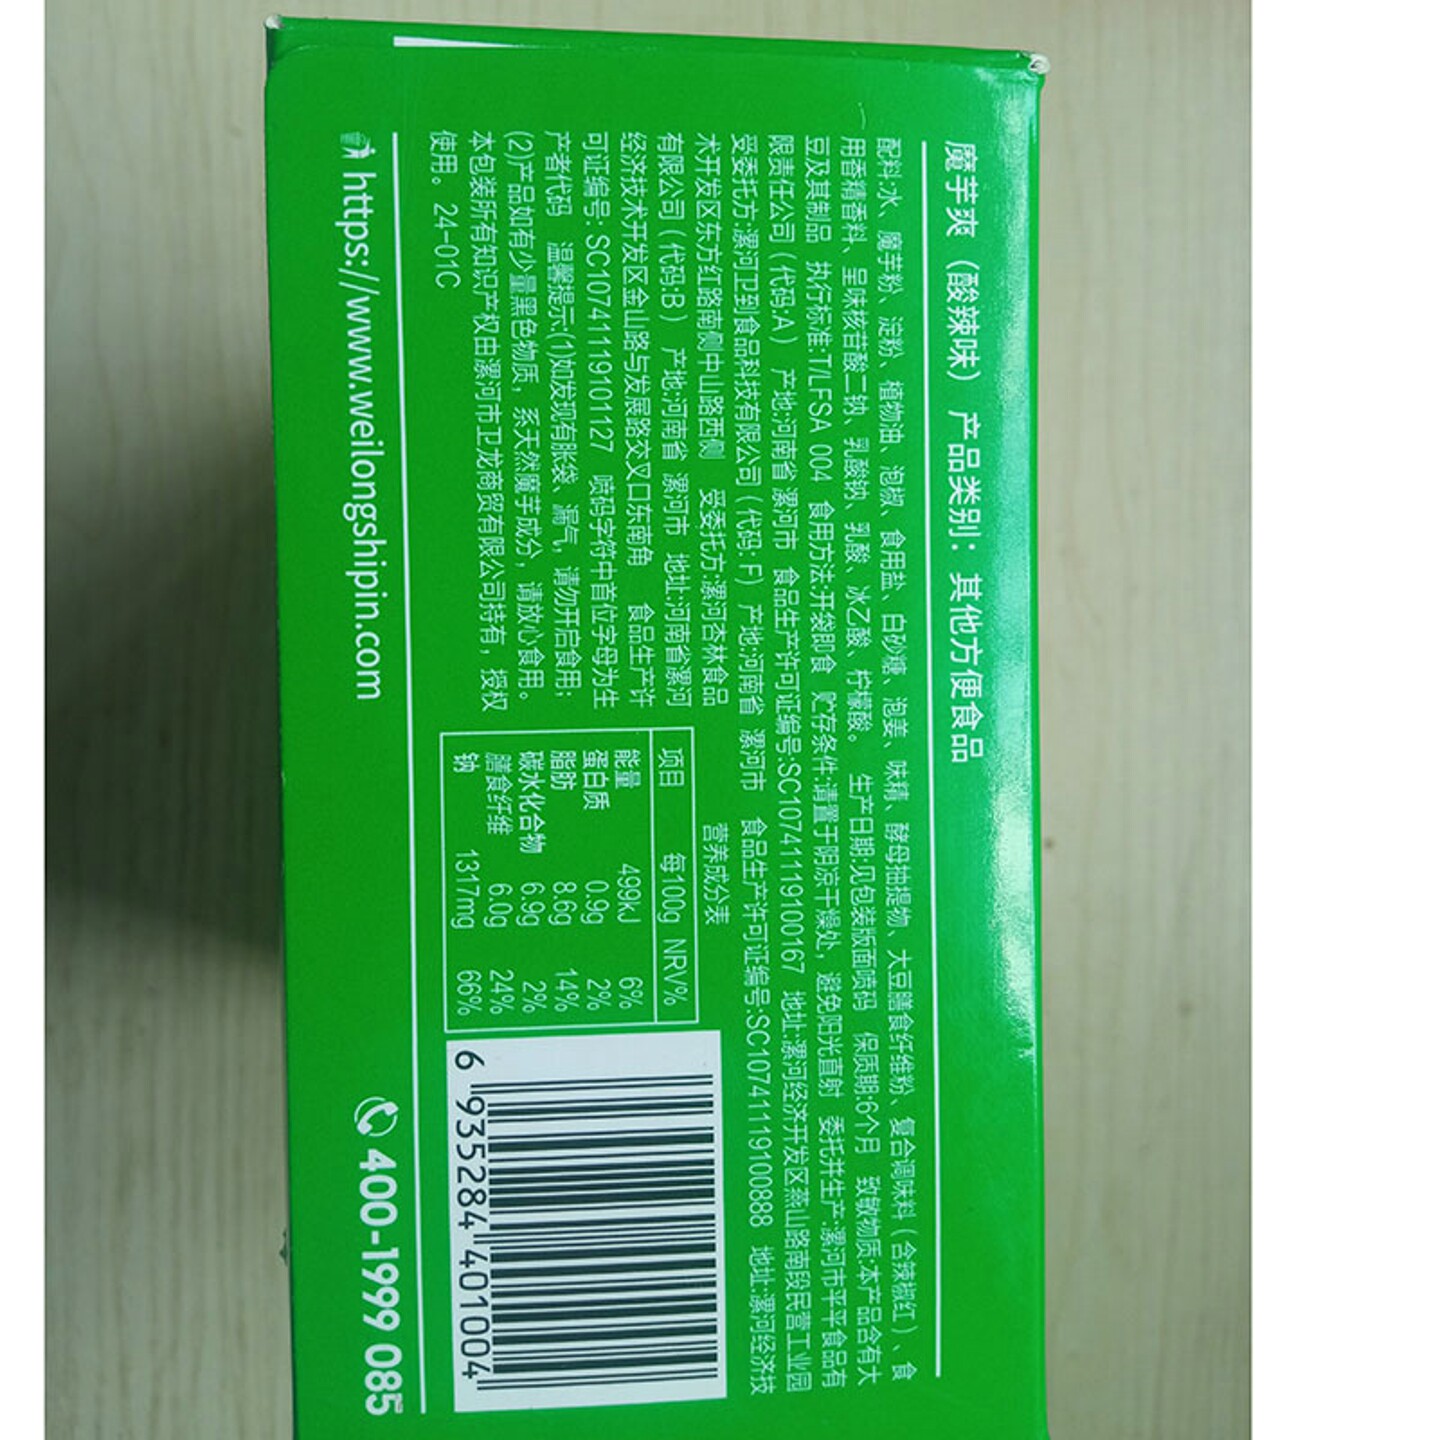 魔芋爽（酸辣味） 产品类别：其他方便食品
配料:水、魔芋粉、淀粉、植物油、泡椒、食用盐、白砂糖、泡姜、味精、酵母抽提物、大豆膳食纤维粉、复合调味料（含辣椒红）、食
用香精香料、呈味核苷酸二钠、乳酸钠、乳酸、冰乙酸、柠檬酸。 生产日期:见包装版面喷码 保质期:6个月 致敏物质:本产品含有大
豆及其制品 执行标准:T/LFSA 004 食用方法:开袋即食 贮存条件:请置于阴凉干燥处，避免阳光直射 委托并生产:漯河市平平食品有
限责任公司（代码:A） 产地:河南省 漯河市 食品生产许可证编号:SC10741119100167 地址:漯河经济开发区燕山路南段民营工业园
受委托方:漯河卫到食品科技有限公司（代码: F） 产地:河南省 漯河市 食品生产许可证编号:SC10741119100888 地址:漯河经济技
术开发区东方红路南侧中山路西侧 受委托方:漯河杏林食品
有限公司（代码:B） 产地:河南省 漯河市 地址:河南省漯河
经济技术开发区金山路与发展路交叉口东南角 食品生产许
可证编号: SC10741119101127 喷码字符中首位字母为生
产者代码 温馨提示:(1)如发现有胀袋、漏气，请勿开启食用；
(2)产品如有少量黑色物质，系天然魔芋成分，请放心食用。
本包装所有知识产权由漯河市卫龙商贸有限公司持有，授权
使用。 24-01C
营养成分表
项目 每100g NRV%
能量 499kJ 6%
蛋白质 0.9g 2%
脂肪 8.6g 14%
碳水化合物 6.9g 2%
膳食纤维 6.0g 24%
钠 1317mg 66%
6 935284 401004
https://www.weilongshipin.com
400-1999 085